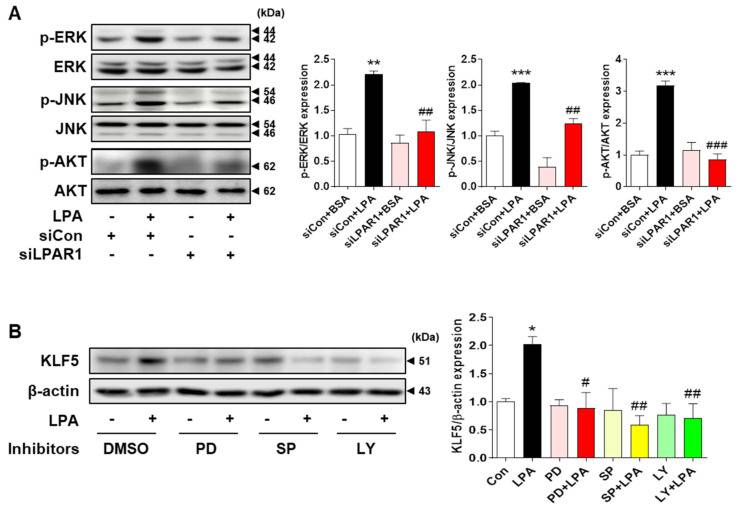 A
(kDa)
p-ERK
44
42
ERK
44
42
p-JNK
54
46
JNK
54
46
p-AKT
62
AKT
62
LPA - + - +
siCon + + - -
siLPAR1 - - + +
p-ERK/ERK expression
2.5
2.0
1.5
1.0
0.5
0.0
**
##
siCon+BSA
siCon+LPA
siLPAR1+BSA
siLPAR1+LPA
p-JNK/JNK expression
2.5
2.0
1.5
1.0
0.5
0.0
***
##
siCon+BSA
siCon+LPA
siLPAR1+BSA
siLPAR1+LPA
p-AKT/AKT expression
4
3
2
1
0
***
###
siCon+BSA
siCon+LPA
siLPAR1+BSA
siLPAR1+LPA
B
(kDa)
KLF5
51
β-actin
43
LPA - + - + - + - +
Inhibitors DMSO PD SP LY
KLF5/β-actin expression
2.5
2.0
1.5
1.0
0.5
0.0
*
#
##
##
Con
LPA
PD
PD+LPA
SP
SP+LPA
LY
LY+LPA